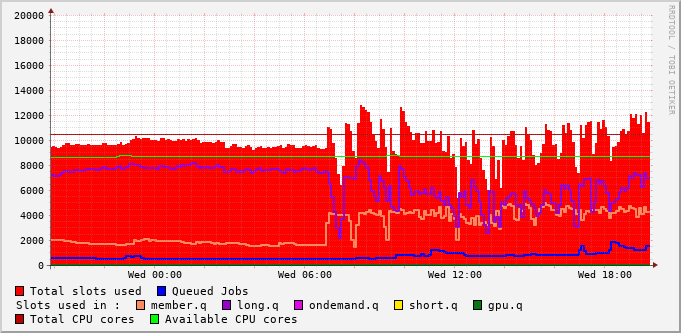 20000
18000
16000
14000
12000
10000
8000
6000
4000
2000
0
Wed 00:00 Wed 06:00 Wed 12:00 Wed 18:00
RRDTOOL / TOBI OETIKER
Total slots used Queued Jobs
Slots used in : member.q long.q ondemand.q short.q gpu.q
Total CPU cores Available CPU cores